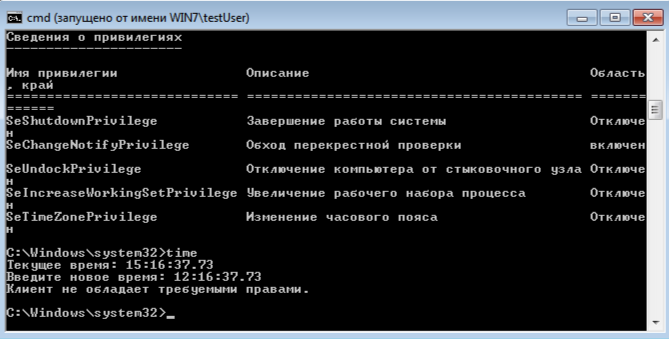 cmd (запущено от имени WIN7\testUser)
Сведения о привилегиях
----------------------
Имя привилегии Описание Область
, край
============================= ========================================== =======
======
SeShutdownPrivilege Завершение работы системы Отключе
н
SeChangeNotifyPrivilege Обход перекрестной проверки включен
SeUndockPrivilege Отключение компьютера от стыковочного узла Отключе
н
SeIncreaseWorkingSetPrivilege Увеличение рабочего набора процесса Отключе
н
SeTimeZonePrivilege Изменение часового пояса Отключе
н
C:\Windows\system32>time
Текущее время: 15:16:37.73
Введите новое время: 12:16:37.73
Клиент не обладает требуемыми правами.
C:\Windows\system32>_